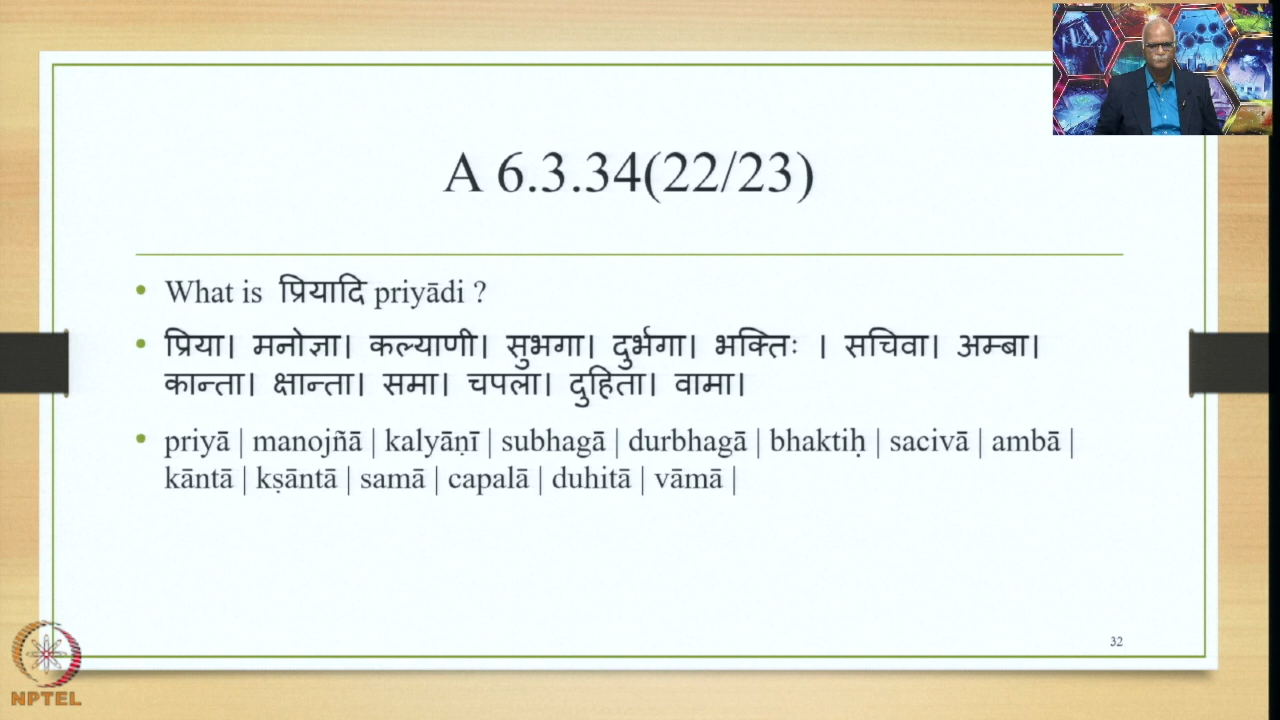 A 6.3.34(22/23)
What is प्रियादि priyādi ?
प्रिया। मनोज्ञा। कल्याणी। सुभगा। दुर्भगा। भक्तिः । सचिवा। अम्बा।
कान्ता। क्षान्ता। समा। चपला। दुहिता। वामा।
priyā | manojñā | kalyāṇī | subhagā | durbhagā | bhaktiḥ | sacivā | ambā |
kāntā | kṣāntā | samā | capalā | duhitā | vāmā |
32
NPTEL